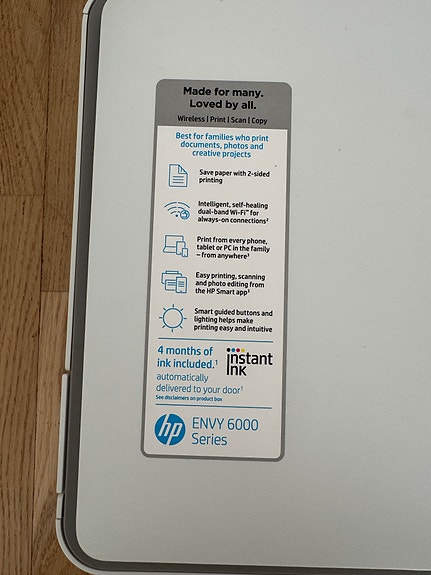 Made for many.
Loved by all.
Wireless | Print | Scan | Copy
Best for families who print
documents, photos and
creative projects
Save paper with 2-sided
printing
Intelligent, self-healing
dual-band Wi-Fi™ for
always-on connections²
Print from every phone,
tablet or PC in the family
– from anywhere³
Easy printing, scanning
and photo editing from
the HP Smart app³
Smart guided buttons and
lighting helps make
printing easy and intuitive
4 months of
ink included.¹
instant
ink
automatically
delivered to your door¹
See disclaimers on product box
hp
ENVY 6000
Series